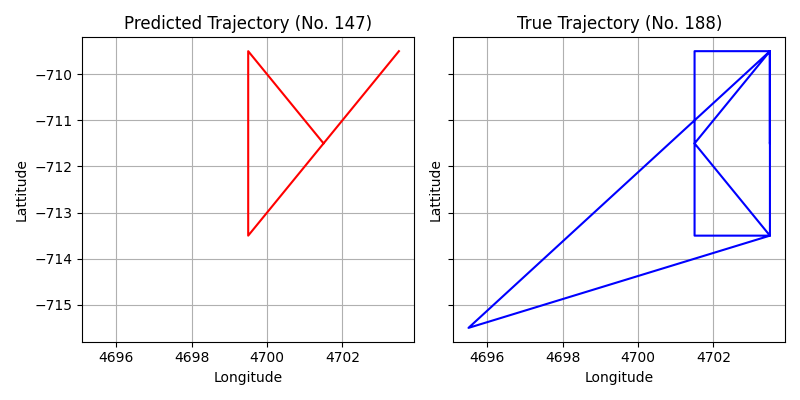 Predicted Trajectory (No. 147)
True Trajectory (No. 188)
−710
−711
−712
−713
−714
−715
Lattitude
Lattitude
4696 4698 4700 4702
4696 4698 4700 4702
Longitude
Longitude